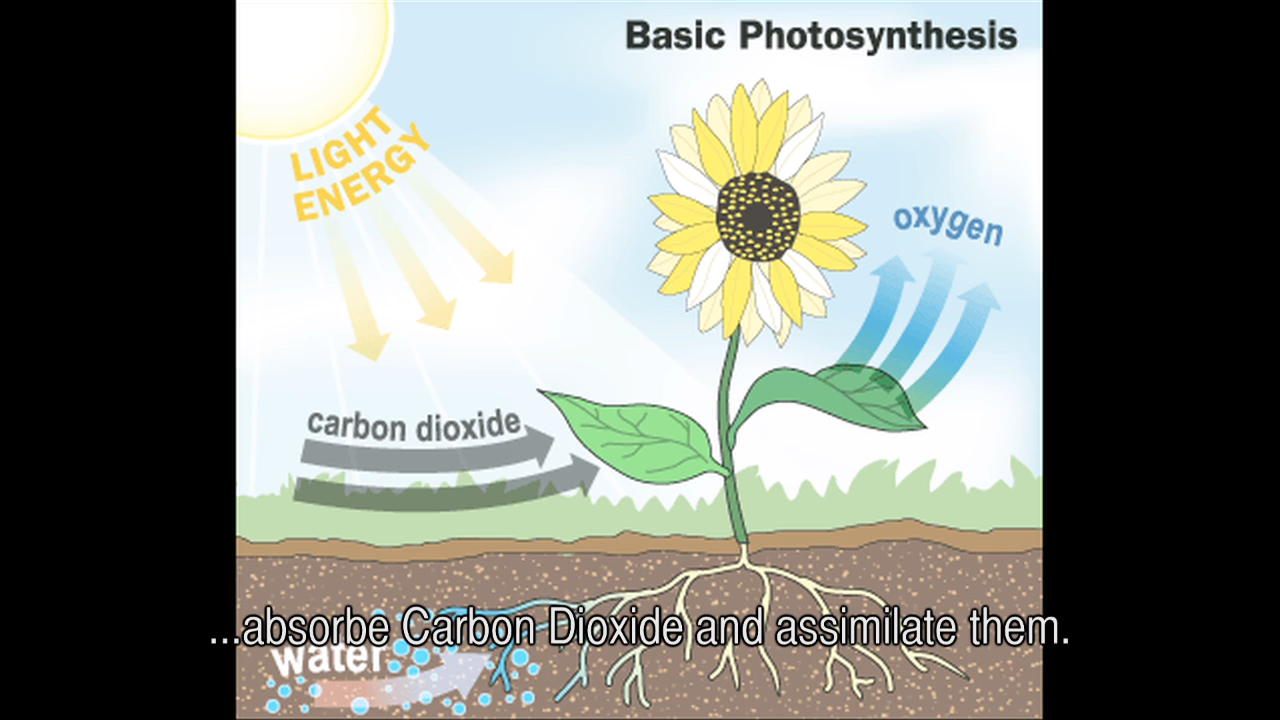 Basic Photosynthesis
LIGHT
ENERGY
oxygen
carbon dioxide
...absorbe Carbon Dioxide and assimilate them.
water